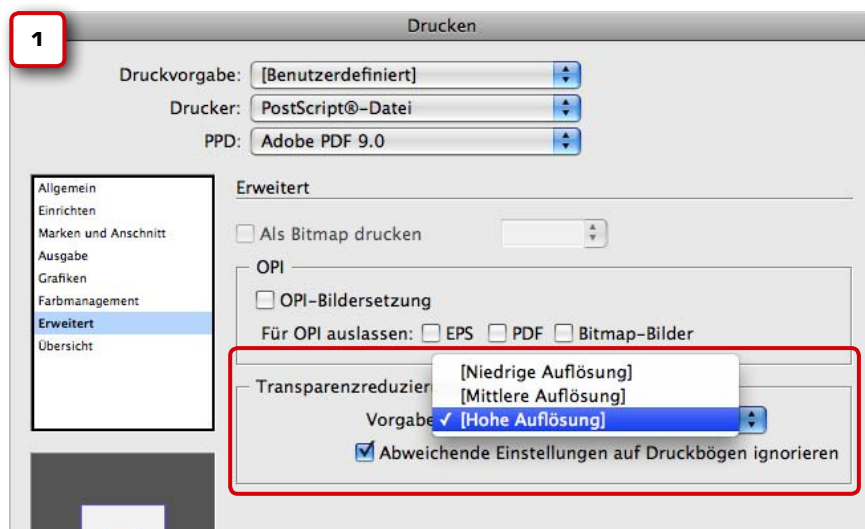 1
Drucken
Druckvorgabe: [Benutzerdefiniert]
Drucker: PostScript®-Datei
PPD: Adobe PDF 9.0
Allgemein
Einrichten
Marken und Anschnitt
Ausgabe
Grafiken
Farbmanagement
Erweitert
Übersicht
Erweitert
Als Bitmap drucken
OPI
OPI-Bildersetzung
Für OPI auslassen: EPS PDF Bitmap-Bilder
Transparenzreduzier
[Niedrige Auflösung]
[Mittlere Auflösung]
Vorgabe ✓ [Hohe Auflösung]
Abweichende Einstellungen auf Druckbögen ignorieren